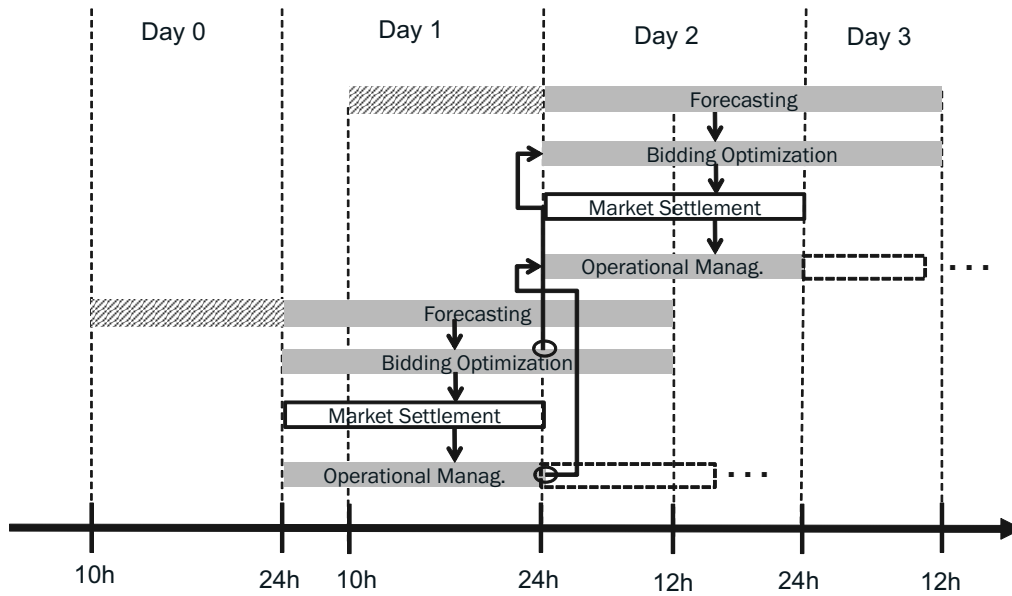 Day 0
Day 1
Day 2
Day 3
Forecasting
Bidding Optimization
Market Settlement
Operational Manag.
. . .
Forecasting
Bidding Optimization
Market Settlement
Operational Manag.
. . .
10h
24h
10h
24h
12h
24h
12h